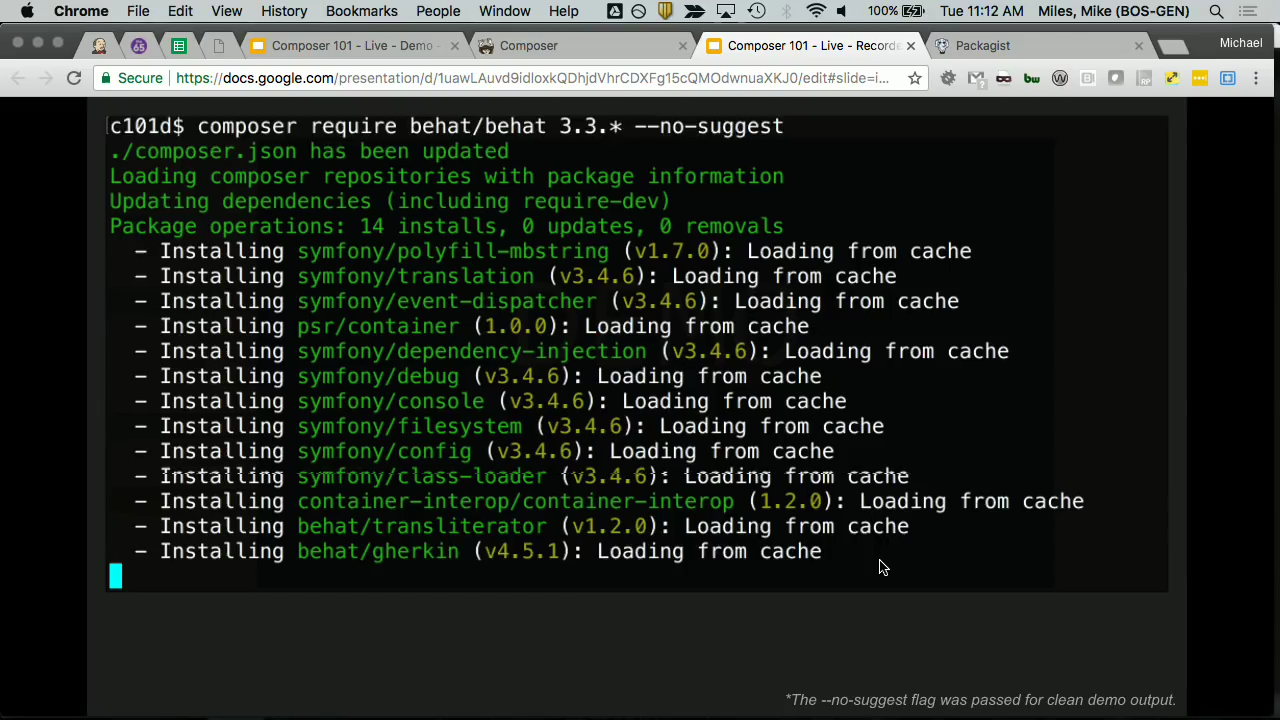 Chrome File Edit View History Bookmarks People Window Help 100% Tue 11:12 AM Miles, Mike (BOS-GEN)
65 Composer 101 - Live - Demo Composer Composer 101 - Live - Recorde Packagist Michael
Secure https://docs.google.com/presentation/d/1uawLAuvd9idloxkQDhjdVhrCDXFg15cQMOdwnuaXKJ0/edit#slide=i...
c101d$ composer require behat/behat 3.3.* --no-suggest
./composer.json has been updated
Loading composer repositories with package information
Updating dependencies (including require-dev)
Package operations: 14 installs, 0 updates, 0 removals
- Installing symfony/polyfill-mbstring (v1.7.0): Loading from cache
- Installing symfony/translation (v3.4.6): Loading from cache
- Installing symfony/event-dispatcher (v3.4.6): Loading from cache
- Installing psr/container (1.0.0): Loading from cache
- Installing symfony/dependency-injection (v3.4.6): Loading from cache
- Installing symfony/debug (v3.4.6): Loading from cache
- Installing symfony/console (v3.4.6): Loading from cache
- Installing symfony/filesystem (v3.4.6): Loading from cache
- Installing symfony/config (v3.4.6): Loading from cache
- Installing symfony/class-loader (v3.4.6): Loading from cache
- Installing container-interop/container-interop (1.2.0): Loading from cache
- Installing behat/transliterator (v1.2.0): Loading from cache
- Installing behat/gherkin (v4.5.1): Loading from cache
*The --no-suggest flag was passed for clean demo output.